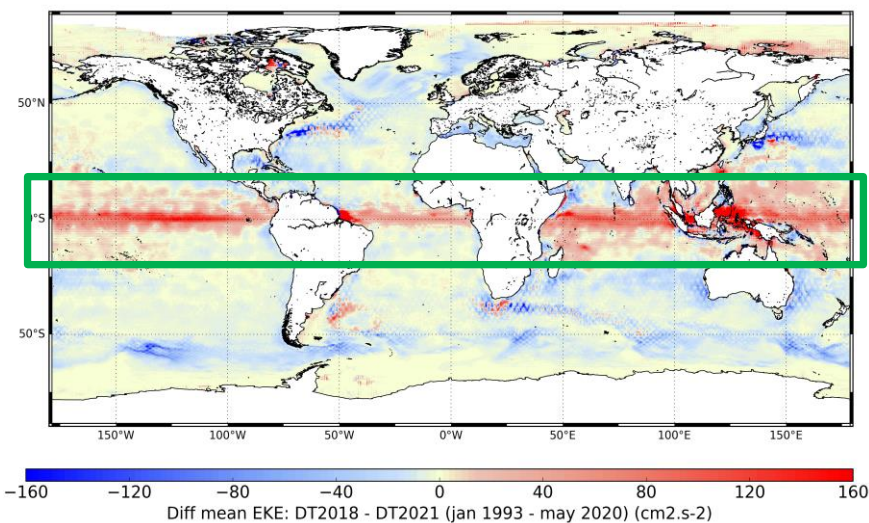 50°N
0°S
50°S
150°W 100°W 50°W 0°W 50°E 100°E 150°E
−160 −120 −80 −40 0 40 80 120 160
Diff mean EKE: DT2018 - DT2021 (jan 1993 - may 2020) (cm2.s-2)